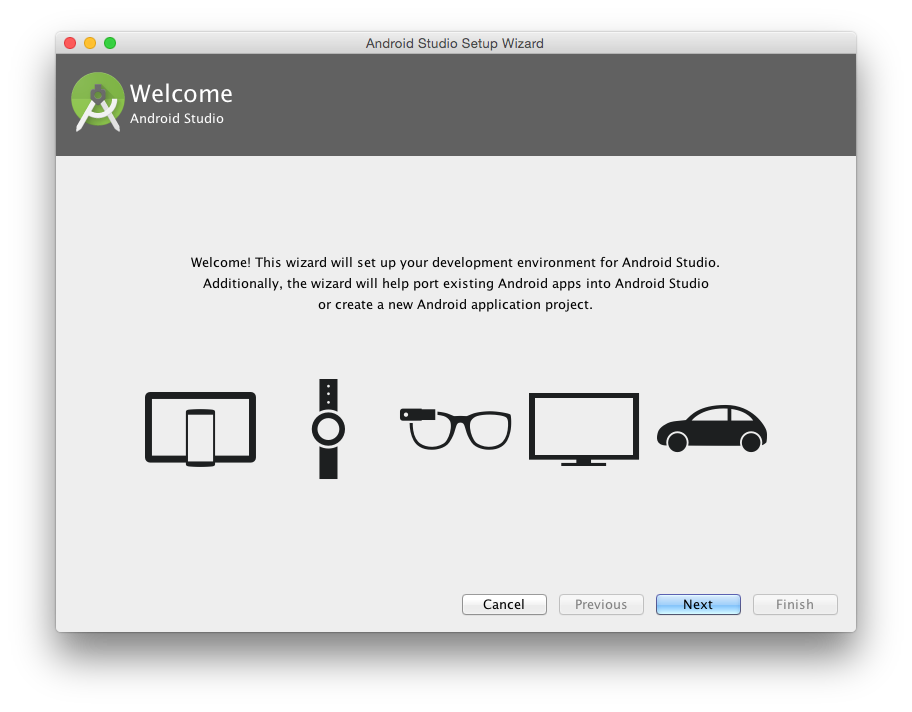 Android Studio Setup Wizard
Welcome
Android Studio
Welcome! This wizard will set up your development environment for Android Studio.
Additionally, the wizard will help port existing Android apps into Android Studio
or create a new Android application project.
Cancel Previous Next Finish